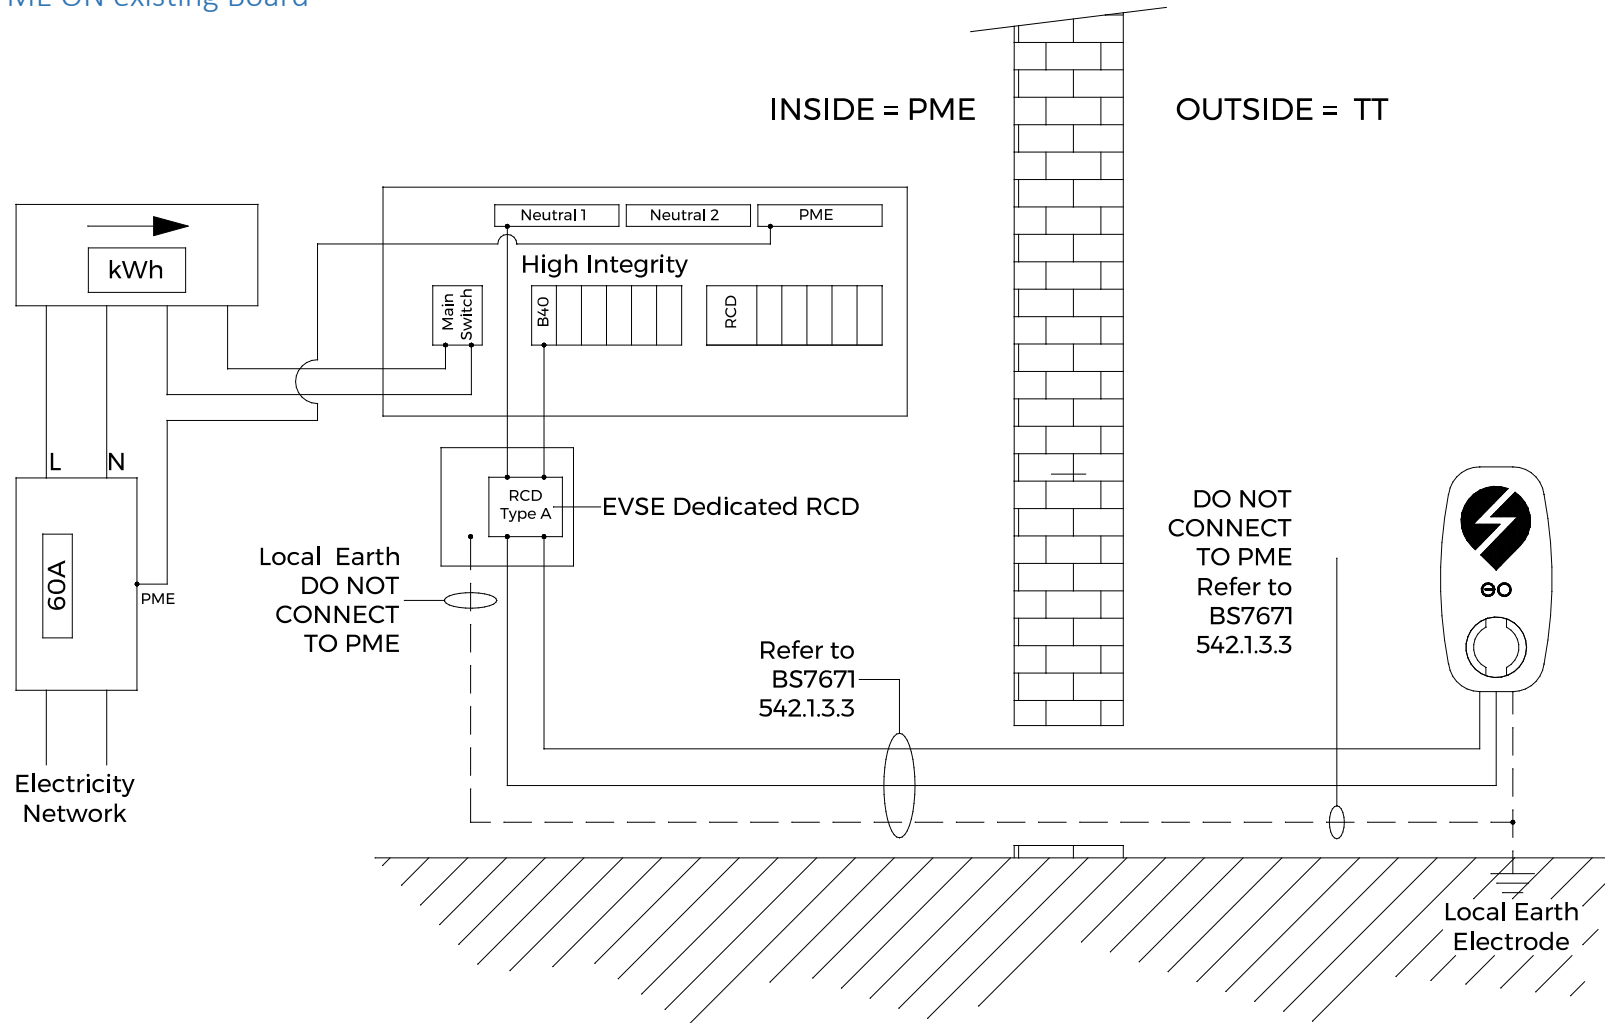 ME ON existing Board
INSIDE = PME
OUTSIDE = TT
Neutral 1
Neutral 2
PME
kWh
High Integrity
Main
Switch
B40
RCD
L
N
RCD
Type A
EVSE Dedicated RCD
60A
PME
Local Earth
DO NOT
CONNECT
TO PME
DO NOT
CONNECT
TO PME
Refer to
BS7671
542.1.3.3
Refer to
BS7671
542.1.3.3
Electricity
Network
Local Earth
Electrode